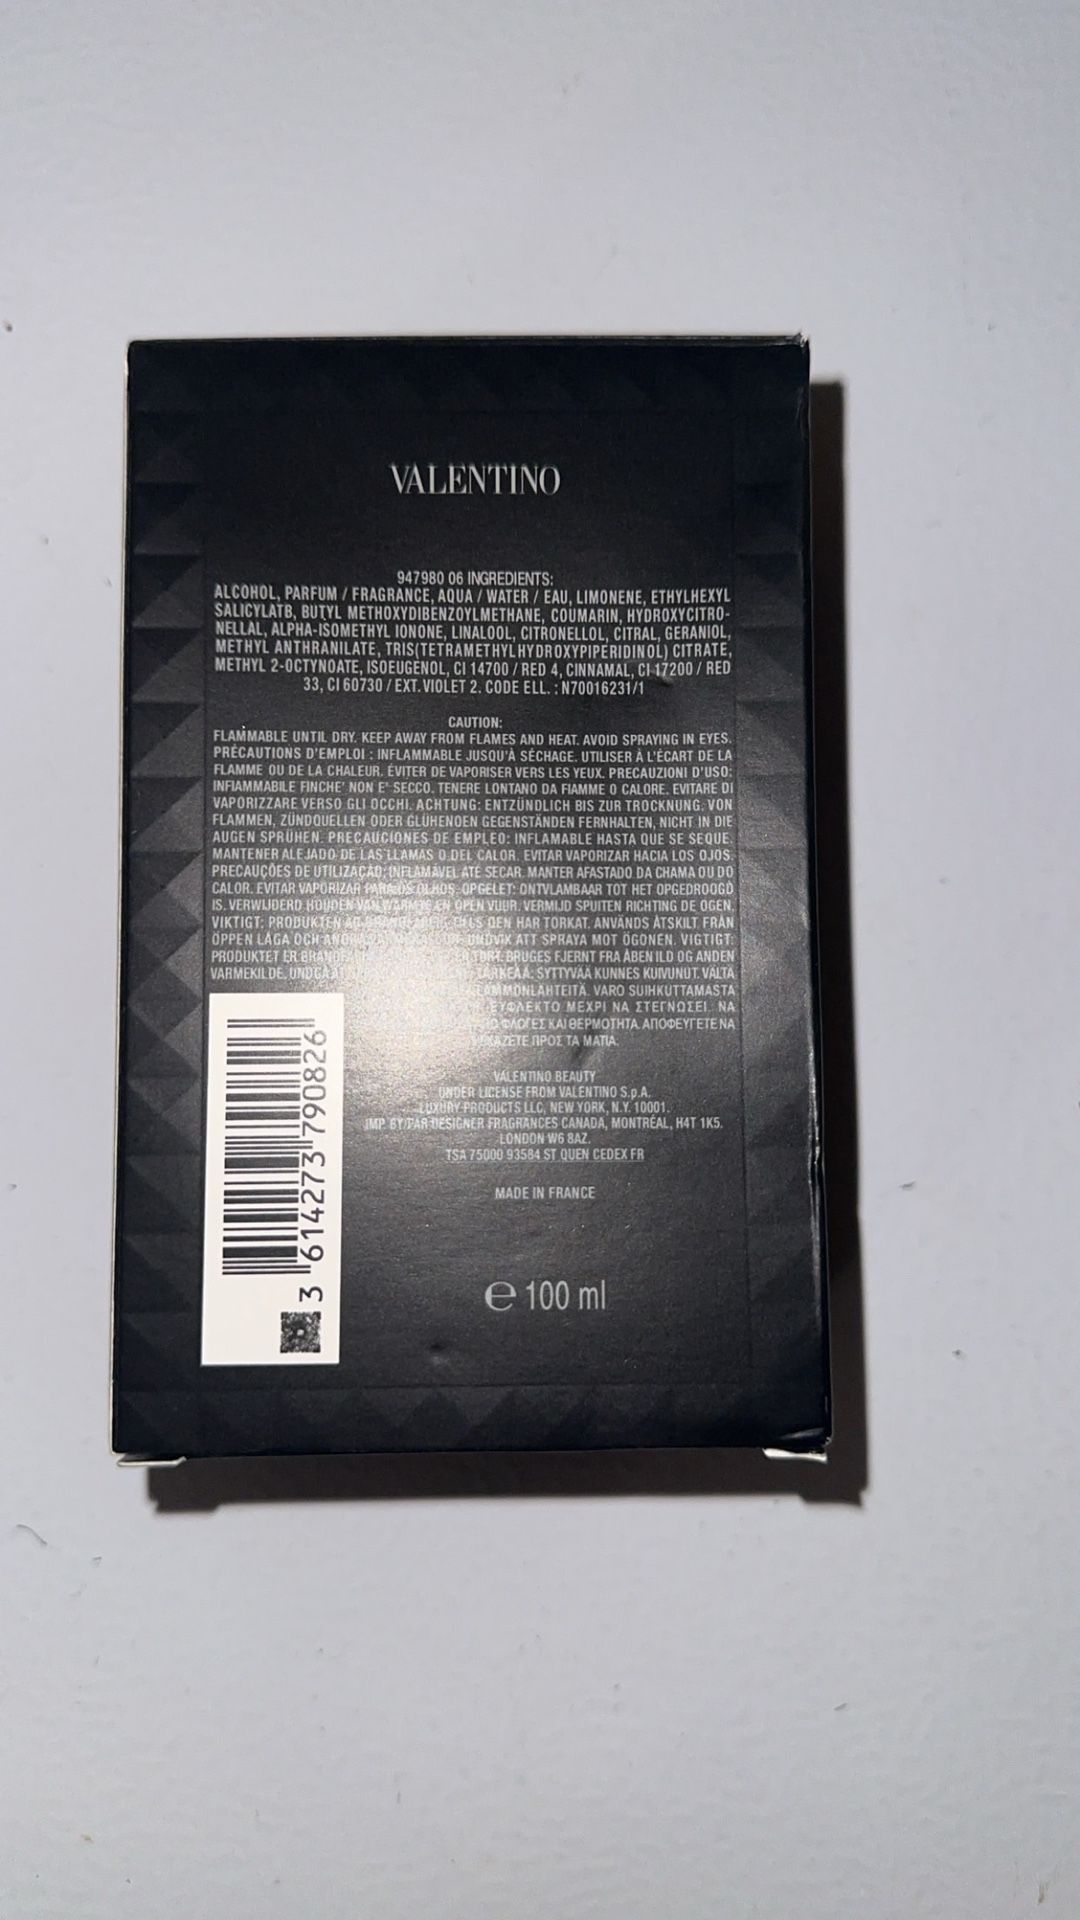 VALENTINO
947980 06 INGREDIENTS:
ALCOHOL, PARFUM / FRAGRANCE, AQUA / WATER / EAU, LIMONENE, ETHYLHEXYL
SALICYLATB, BUTYL METHOXYDIBENZOYLMETHANE, COUMARIN, HYDROXYCITRO-
NELLAL, ALPHA-ISOMETHYL IONONE, LINALOOL, CITRONELLOL, CITRAL, GERANIOL,
METHYL ANTHRANILATE, TRIS(TETRAMETHYLHYDROXYPIPERIDINOL) CITRATE,
METHYL 2-OCTYNOATE, ISOEUGENOL, CI 14700 / RED 4, CINNAMAL, CI 17200 / RED
33, CI 60730 / EXT. VIOLET 2. CODE ELL. : N70016231/1
CAUTION:
FLAMMABLE UNTIL DRY. KEEP AWAY FROM FLAMES AND HEAT. AVOID SPRAYING IN EYES.
PRÉCAUTIONS D'EMPLOI : INFLAMMABLE JUSQU'À SÉCHAGE. UTILISER À L'ÉCART DE LA
FLAMME OU DE LA CHALEUR. ÉVITER DE VAPORISER VERS LES YEUX. PRECAUZIONI D'USO:
INFIAMMABILE FINCHE' NON E' SECCO. TENERE LONTANO DA FIAMME O CALORE. EVITARE DI
VAPORIZZARE VERSO GLI OCCHI. ACHTUNG: ENTZÜNDLICH BIS ZUR TROCKNUNG. VON
FLAMMEN, ZÜNDQUELLEN ODER GLÜHENOEN GEGENSTÄNDEN FERNHALTEN, NICHT IN DIE
AUGEN SPRÜHEN. PRECAUCIONES DE EMPLEO: INFLAMABLE HASTA QUE SE SEQUE.
MANTENER ALEJADO DE LAS LLAMAS O DEL CALOR. EVITAR VAPORIZAR HACIA LOS OJOS.
PRECAUÇÕES DE UTILIZAÇAO: INFLAMÁVEL ATÉ SECAR. MANTER AFASTADO DA CHAMA OU DO
CALOR. EVITAR VAPORIZAR PARA OS OLHOS. OPGELET: ONTVLAMBAAR TOT HET OPGEDROOGD
IS. VERWIJDERD HOUDEN VAN WARMTE EN OPEN VUUR. VERMIJD SPUITEN RICHTING DE OGEN.
VIKTIGT: PRODUKTEN ÄR TILLS DEN HAR TORKAT. ANVÄNDS ÅTSKILT FRÅN
ÖPPEN LÅGA OCH UNDVIK ATT SPRAYA MOT ÖGONEN. VIGTIGT:
PRODUKTET ER TØRT. BRUGES FJERNT FRA ÅBEN ILD OG ANDEN
VARMEKILDE. UNDGÅ AT TÄRKEÄÄ: SYTTYVÄÄ KUNNES KUIVUNUT. VÄLTÄ
LÄMMÖNLÄHTEITÄ. VARO SUIHKUTTAMASTA
ΕΥΦΛΕΚΤΟ ΜΕΧΡΙ ΝΑ ΣΤΕΓΝΩΣΕΙ. ΝΑ
ΦΛΟΓΕΣ ΚΑΙ ΘΕΡΜΟΤΗΤΑ. ΑΠΟΦΕΥΓΕΤΕ ΝΑ
ΨΕΚΑΖΕΤΕ ΠΡΟΣ ΤΑ ΜΑΤΙΑ.
VALENTINO BEAUTY
UNDER LICENSE FROM VALENTINO S.p.A.
LUXURY PRODUCTS LLC, NEW YORK, N.Y. 10001.
IMP. BY/PAR DESIGNER FRAGRANCES CANADA, MONTRÉAL, H4T 1K5.
LONDON W6 8AZ.
TSA 75000 93584 ST QUEN CEDEX FR
MADE IN FRANCE
℮ 100 ml
3 614273 790826